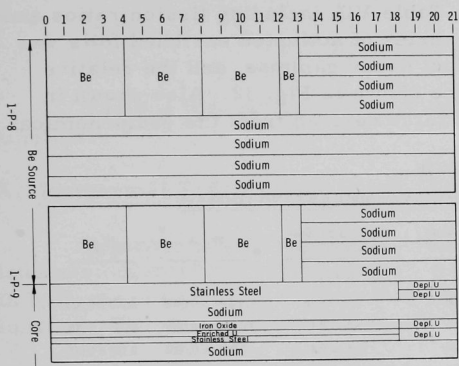 0 1 2 3 4 5 6 7 8 9 10 11 12 13 14 15 16 17 18 19 20 21
1-P-8
Be Source
Be Be Be Be
Sodium
Sodium
Sodium
Sodium
Sodium
Sodium
Sodium
Sodium
1-P-9
Core
Be Be Be Be
Sodium
Sodium
Sodium
Sodium
Stainless Steel
Depl. U
Depl. U
Sodium
Iron Oxide
Depl. U
Enriched U
Depl. U
Stainless Steel
Sodium